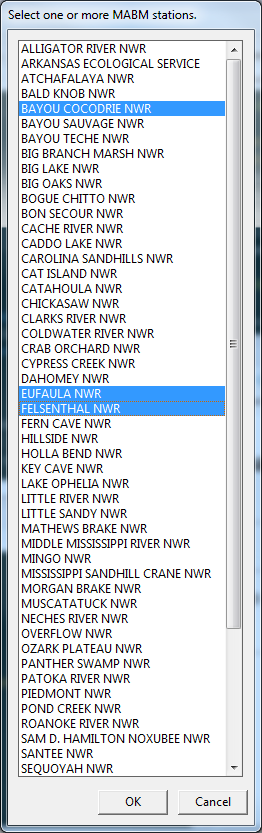 Select one or more MABM stations.
ALLIGATOR RIVER NWR
ARKANSAS ECOLOGICAL SERVICE
ATCHAFALAYA NWR
BALD KNOB NWR
BAYOU COCODRIE NWR
BAYOU SAUVAGE NWR
BAYOU TECHE NWR
BIG BRANCH MARSH NWR
BIG LAKE NWR
BIG OAKS NWR
BOGUE CHITTO NWR
BON SECOUR NWR
CACHE RIVER NWR
CADDO LAKE NWR
CAROLINA SANDHILLS NWR
CAT ISLAND NWR
CATAHOULA NWR
CHICKASAW NWR
CLARKS RIVER NWR
COLDWATER RIVER NWR
CRAB ORCHARD NWR
CYPRESS CREEK NWR
DAHOMEY NWR
EUFAULA NWR
FELSENTHAL NWR
FERN CAVE NWR
HILLSIDE NWR
HOLLA BEND NWR
KEY CAVE NWR
LAKE OPHELIA NWR
LITTLE RIVER NWR
LITTLE SANDY NWR
MATHEWS BRAKE NWR
MIDDLE MISSISSIPPI RIVER NWR
MINGO NWR
MISSISSIPPI SANDHILL CRANE NWR
MORGAN BRAKE NWR
MUSCATATUCK NWR
NECHES RIVER NWR
OVERFLOW NWR
OZARK PLATEAU NWR
PANTHER SWAMP NWR
PATOKA RIVER NWR
PIEDMONT NWR
POND CREEK NWR
ROANOKE RIVER NWR
SAM D. HAMILTON NOXUBEE NWR
SANTEE NWR
SEQUOYAH NWR
OK Cancel